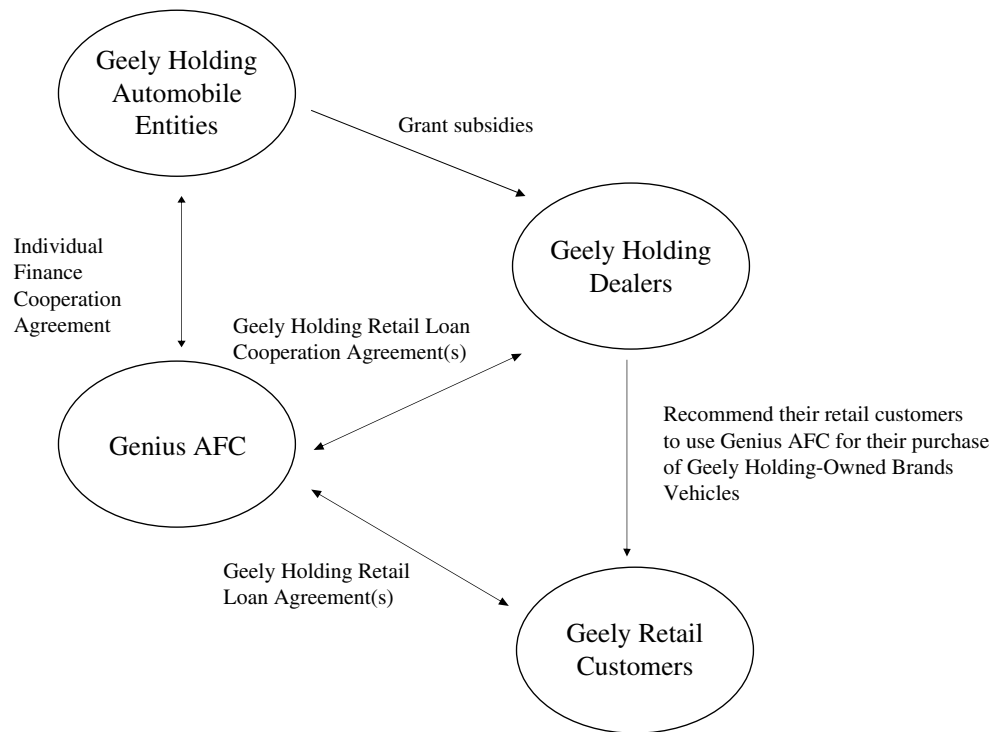 Geely Holding
Automobile
Entities
Grant subsidies
Geely Holding
Dealers
Individual
Finance
Cooperation
Agreement
Geely Holding Retail Loan
Cooperation Agreement(s)
Genius AFC
Recommend their retail customers
to use Genius AFC for their purchase
of Geely Holding-Owned Brands
Vehicles
Geely Holding Retail
Loan Agreement(s)
Geely Retail
Customers